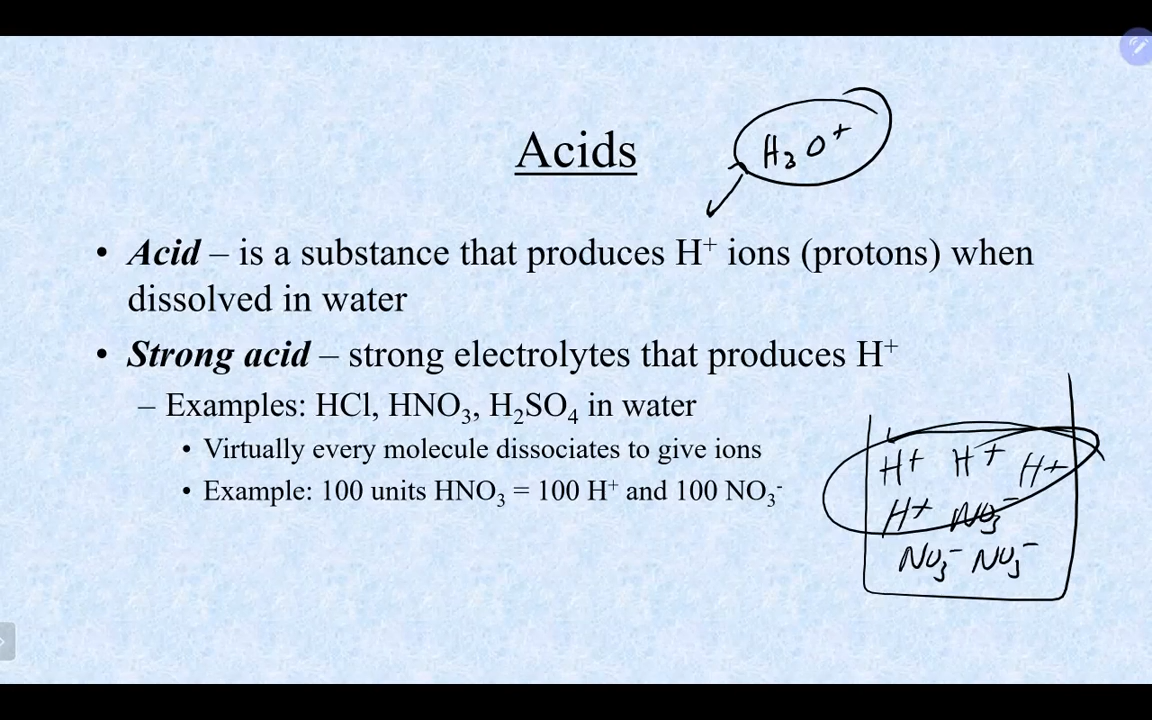 Acids
H₃O⁺
• Acid – is a substance that produces H⁺ ions (protons) when
dissolved in water
• Strong acid – strong electrolytes that produces H⁺
– Examples: HCl, HNO₃, H₂SO₄ in water
• Virtually every molecule dissociates to give ions
• Example: 100 units HNO₃ = 100 H⁺ and 100 NO₃⁻
H⁺ H⁺ H⁺
H⁺ NO₃⁻
NO₃⁻ NO₃⁻